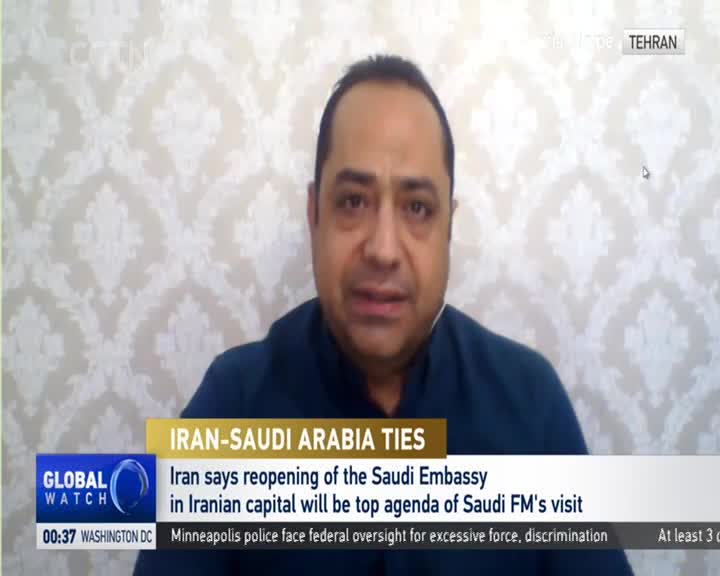 CGTN
TEHRAN
IRAN-SAUDI ARABIA TIES
Iran says reopening of the Saudi Embassy
in Iranian capital will be top agenda of Saudi FM's visit
GLOBAL
WATCH
00:37 WASHINGTON DC
Minneapolis police face federal oversight for excessive force, discrimination At least 3